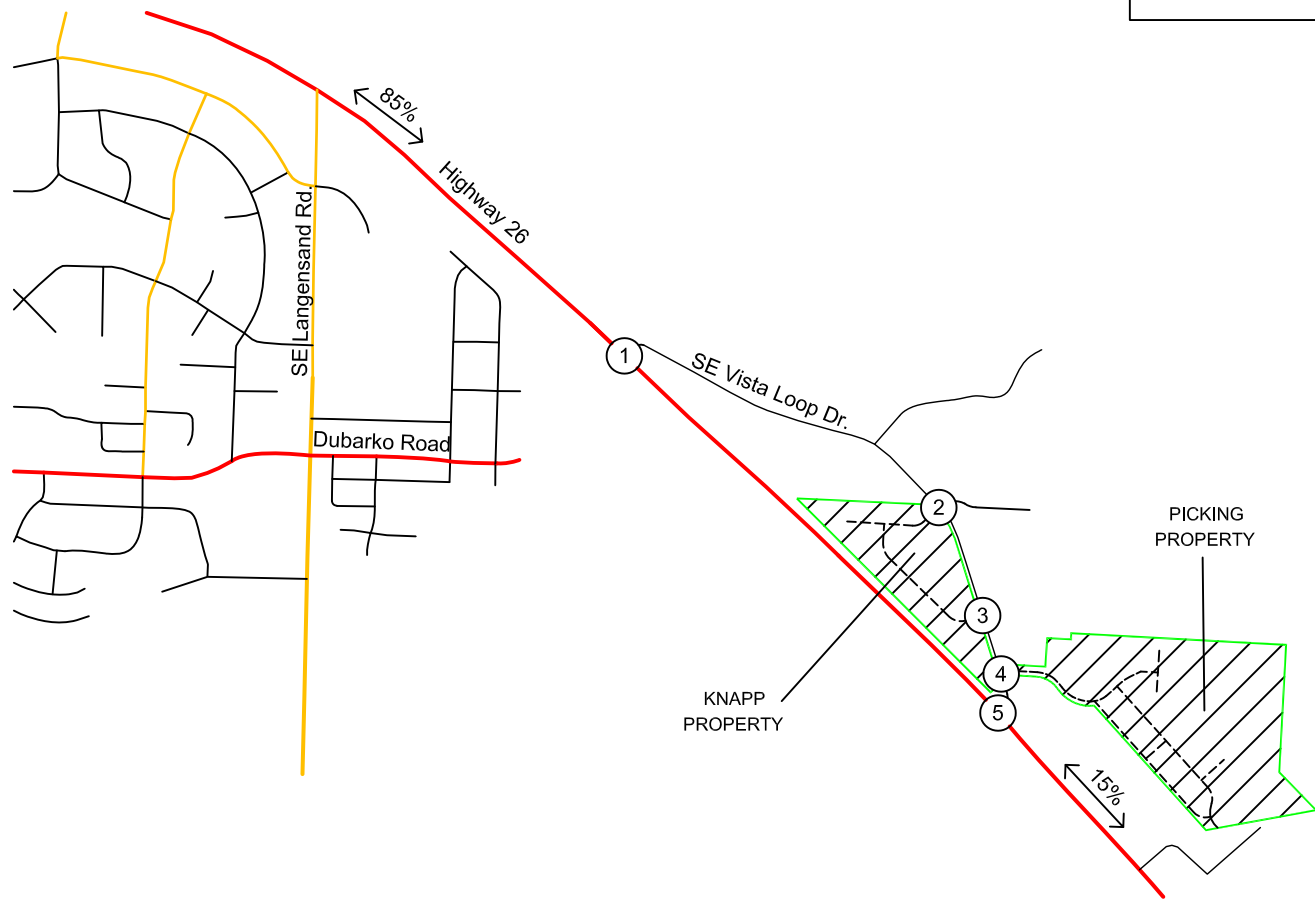 85%
Highway 26
SE Langensand Rd.
1
SE Vista Loop Dr.
Dubarko Road
2
PICKING
PROPERTY
3
4
KNAPP
PROPERTY
5
15%